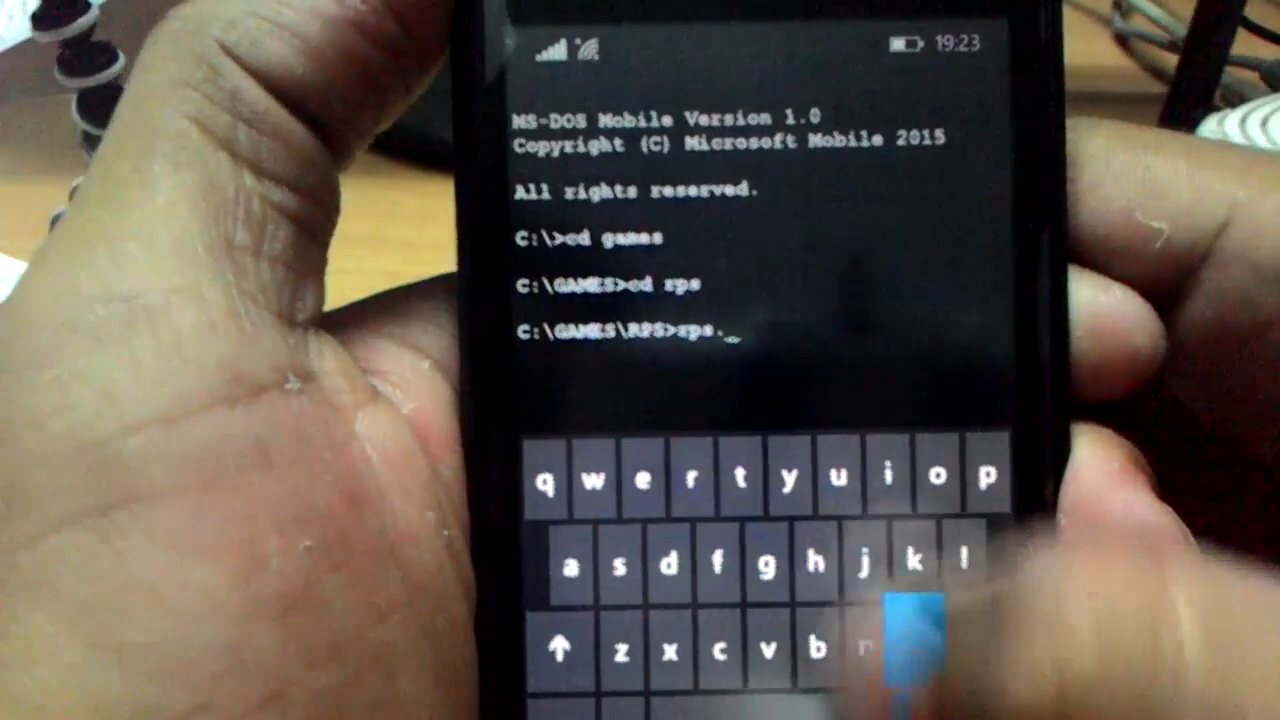 19:23
MS-DOS Mobile Version 1.0
Copyright (C) Microsoft Mobile 2015
All rights reserved.
C:\>cd games
C:\GAMES>cd rps
C:\GAMES\RPS>rps._
q w e r t y u i o p
a s d f g h j k l
z x c v b n